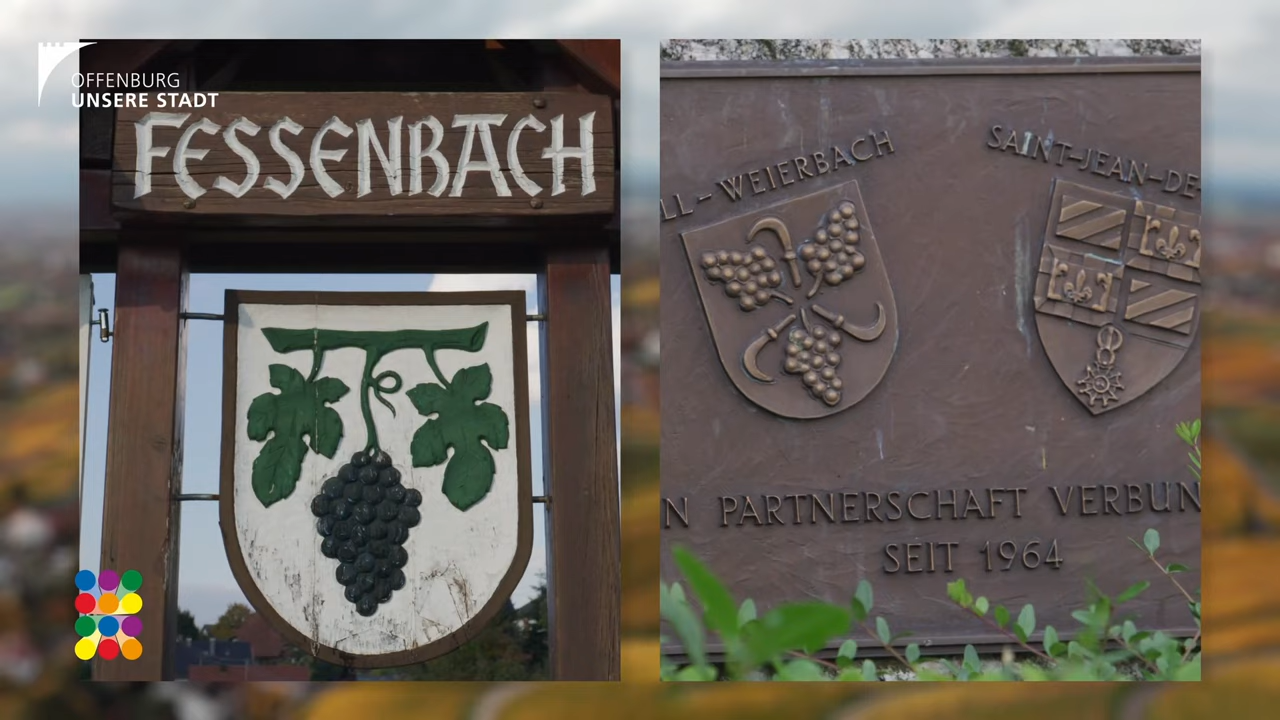 OFFENBURG
UNSERE STADT
FESSENBACH
LL-WEIERBACH
SAINT-JEAN-DE-
N PARTNERSCHAFT VERBUN
SEIT 1964